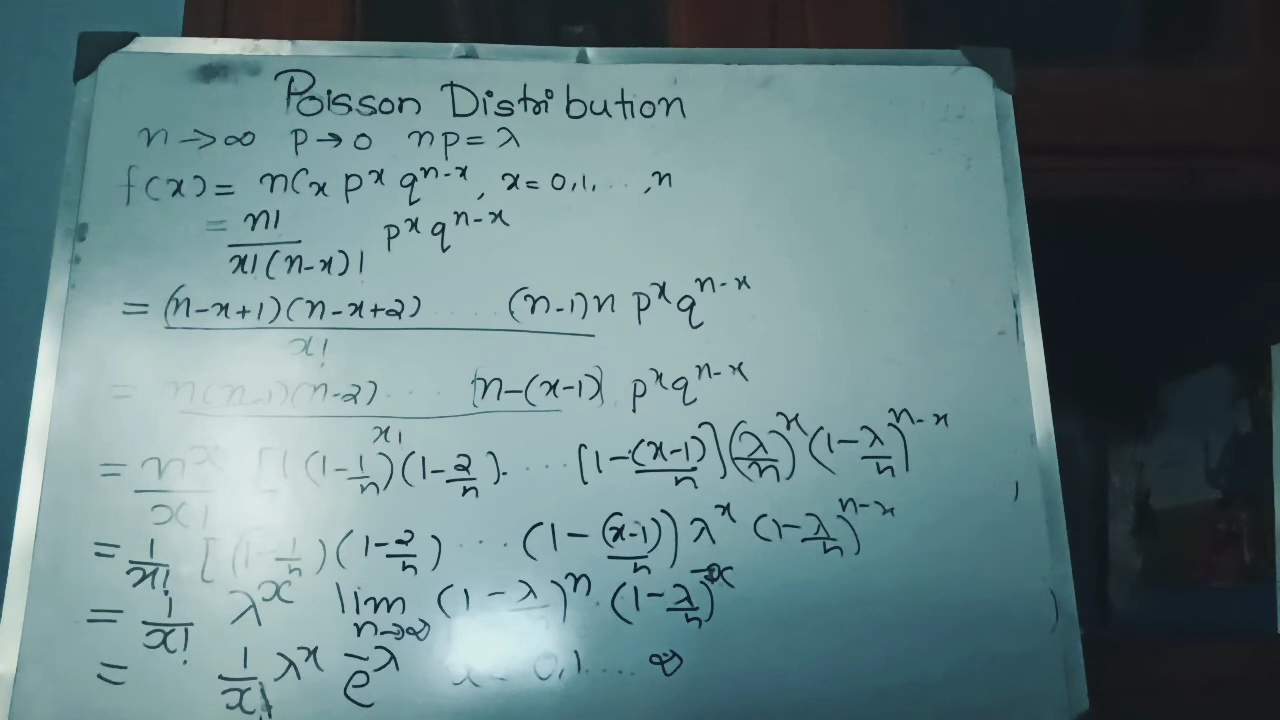 Poisson Distribution
n→∞ p→0 np=λ
f(x)= nCx p^x q^n-x, x=0,1,...,n
= n!/x!(n-x)! p^x q^n-x
= (n-x+1)(n-x+2) .... (n-1)n/x! p^x q^n-x
= n(n-1)(n-2) ... [n-(x-1)]/x! p^x q^n-x
= n^x/x! [1(1-1/n)(1-2/n). ... [1-(x-1)/n](λ/n)^x (1-λ/n)^n-x
= 1/x! [(1-1/n)(1-2/n) ... (1-(x-1)/n)] λ^x (1-λ/n)^n-x
= 1/x! λ^x lim n→∞ (1-λ/)^n . (1-λ/n)^-x
= 1/x! λ^x e^-λ x= 0,1.... ∞